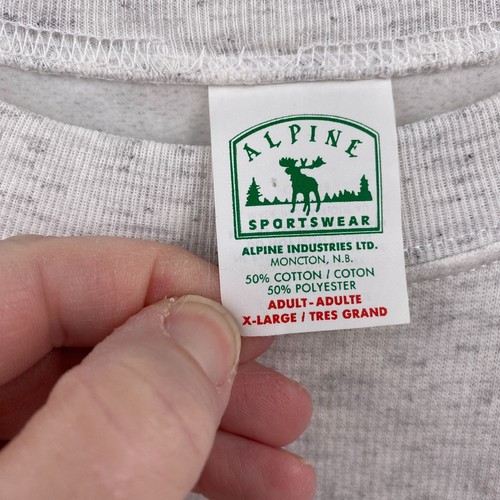 ALPINE
SPORTSWEAR
ALPINE INDUSTRIES LTD.
MONCTON, N.B.
50% COTTON / COTON
50% POLYESTER
ADULT-ADULTE
X-LARGE / TRES GRAND